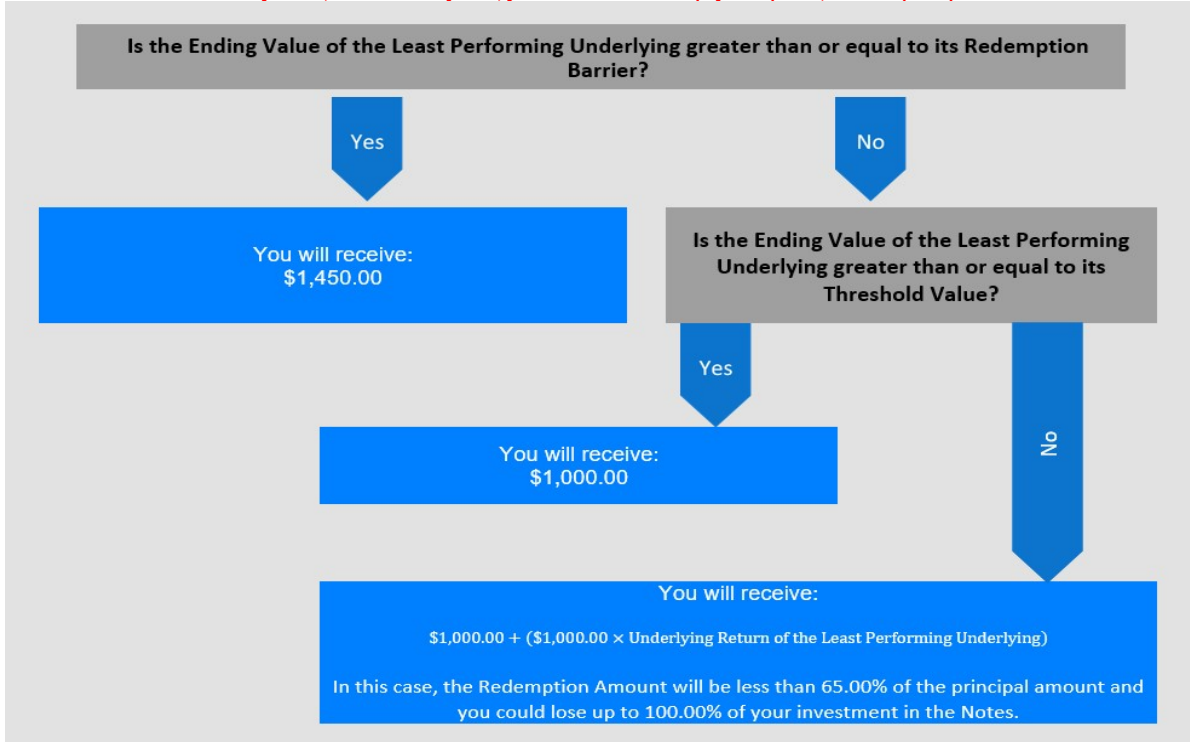 Is the Ending Value of the Least Performing Underlying greater than or equal to its Redemption
Barrier?
Yes
No
You will receive:
$1,450.00
Is the Ending Value of the Least Performing
Underlying greater than or equal to its
Threshold Value?
Yes
No
You will receive:
$1,000.00
You will receive:
$1,000.00 + ($1,000.00 × Underlying Return of the Least Performing Underlying)
In this case, the Redemption Amount will be less than 65.00% of the principal amount and
you could lose up to 100.00% of your investment in the Notes.